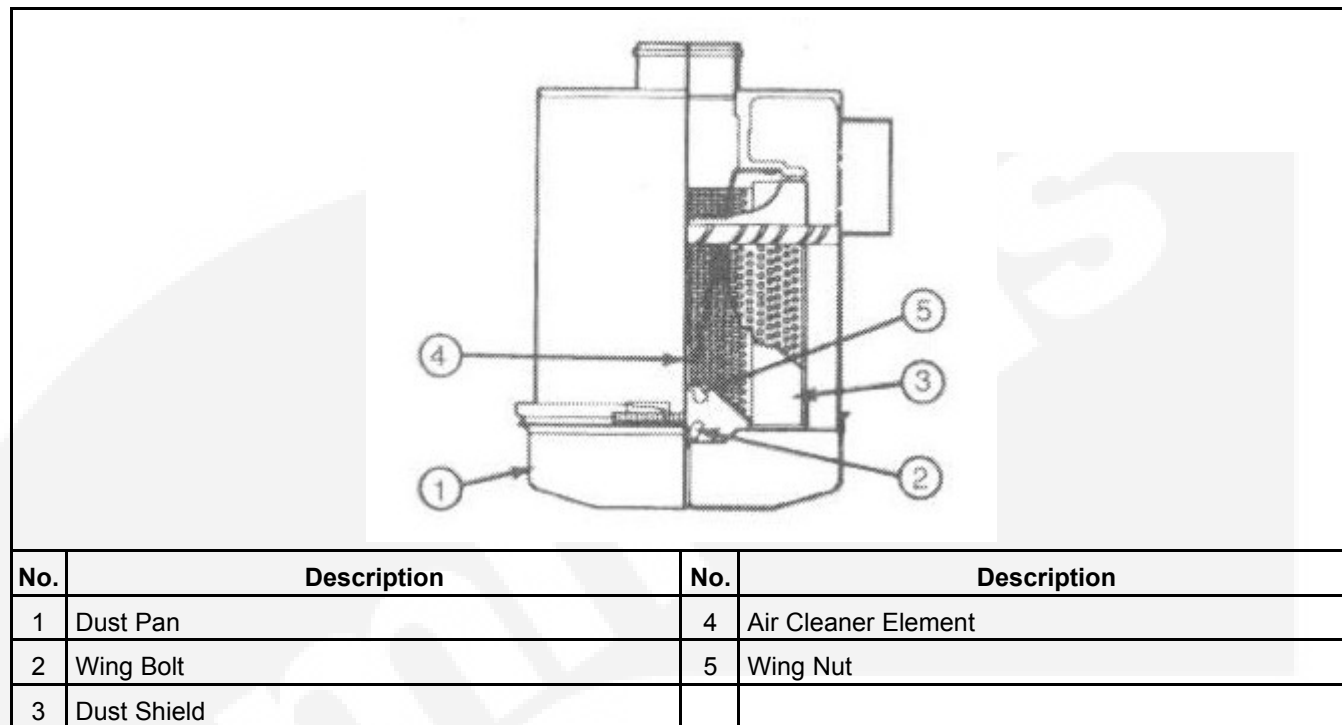 5
4
3
2
1
No. Description No. Description
1 Dust Pan 4 Air Cleaner Element
2 Wing Bolt 5 Wing Nut
3 Dust Shield